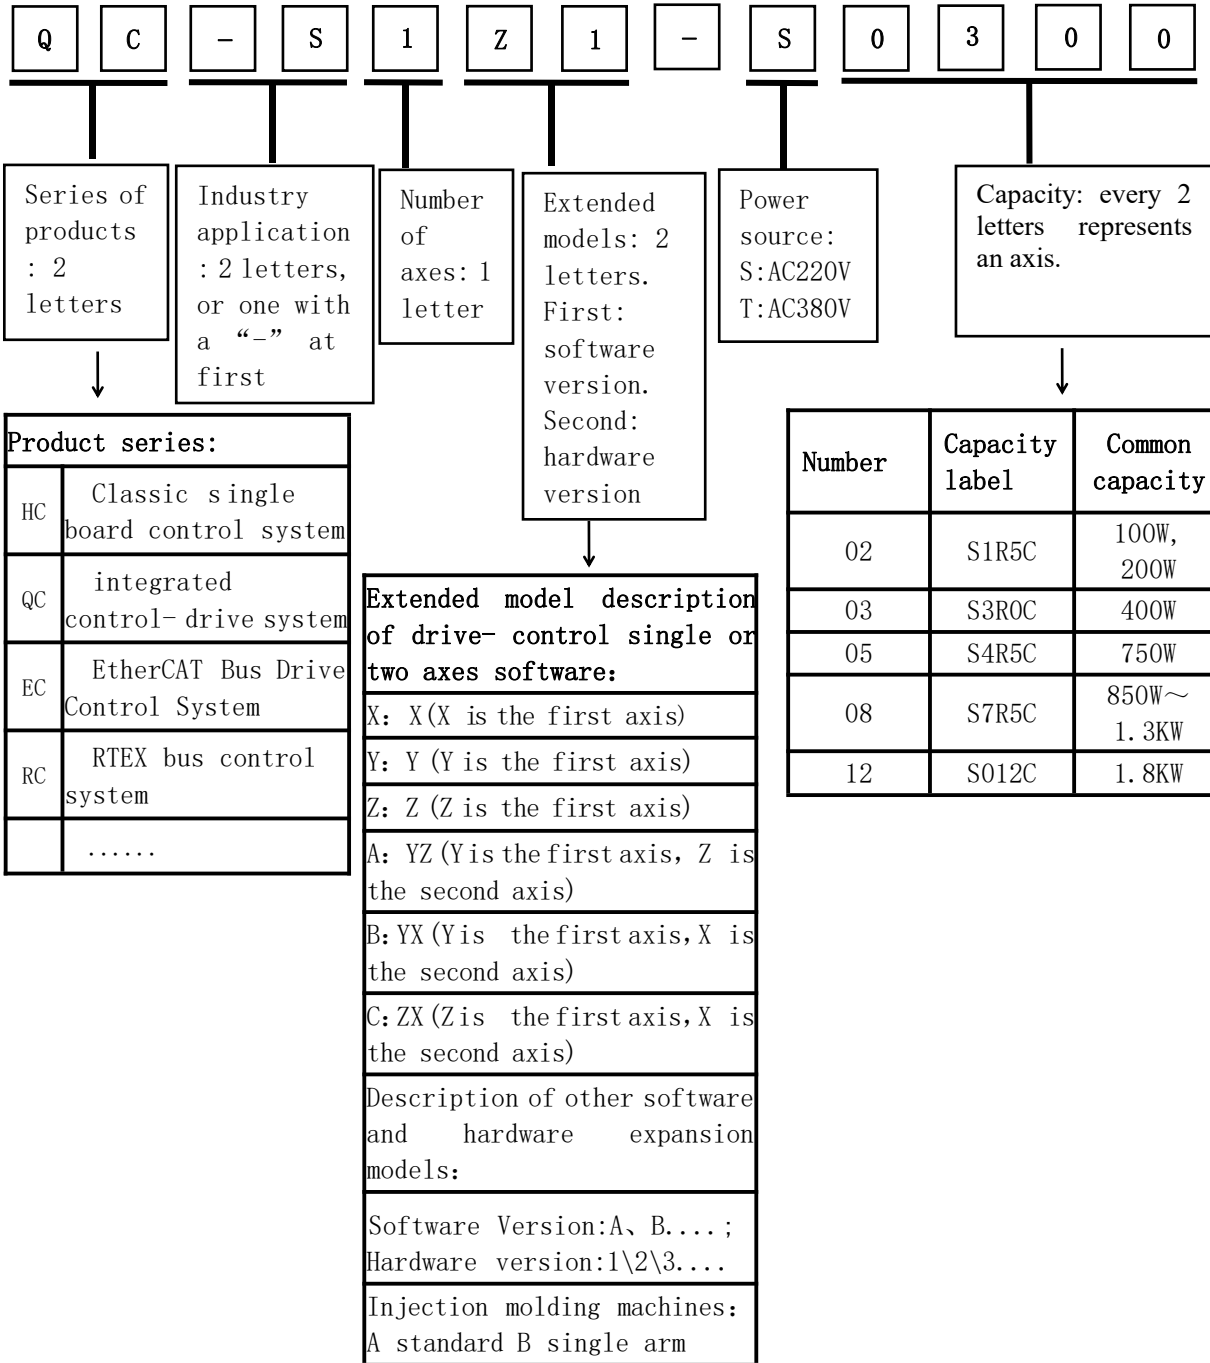 Q C － S 1 Z 1 － S 0 3 0 0
Series of
products
: 2
letters
Industry
application
: 2 letters,
or one with
a “-” at
first
Number
of
axes: 1
letter
Extended
models: 2
letters.
First:
software
version.
Second:
hardware
version
Power
source:
S:AC220V
T:AC380V
Capacity: every 2
letters represents
an axis.
Product series:
HC Classic single
board control system
QC integrated
control- drive system
EC EtherCAT Bus Drive
Control System
RC RTEX bus control
system
......
Extended model description
of drive- control single or
two axes software:
X: X(X is the first axis)
Y: Y (Y is the first axis)
Z: Z (Z is the first axis)
A: YZ (Y is the first axis, Z is
the second axis)
B: YX (Y is the first axis, X is
the second axis)
C: ZX (Z is the first axis, X is
the second axis)
Description of other software
and hardware expansion
models:
Software Version:A、B....;
Hardware version:1\2\3....
Injection molding machines:
A standard B single arm
Number Capacity label Common capacity
02 S1R5C 100W, 200W
03 S3R0C 400W
05 S4R5C 750W
08 S7R5C 850W～ 1.3KW
12 S012C 1.8KW